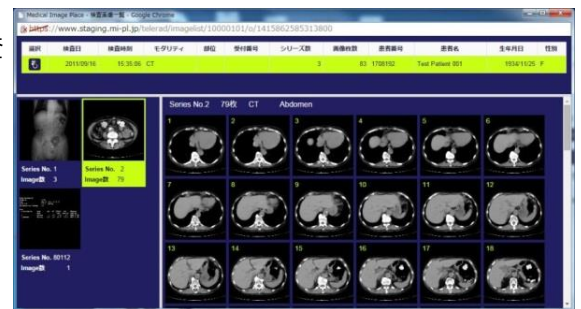 Medical Image Place - 検査画像一覧 - Google Chrome
https://www.staging.mi-pl.jp/telerad/imagelist/10000101/o/1415862585313800
選択 検査日 検査時刻 モダリティ 部位 受付番号 シリーズ数 画像枚数 患者番号 患者名 生年月日 性別
2011/09/16 15:35:06 CT 3 83 1708192 Test Patient 001 1934/11/25 F
Series No.2 79枚 CT Abdomen
1 2 3 4 5 6
Series No. 1
Image数 3
Series No. 2
Image数 79
7 8 9 10 11 12
13 14 15 16 17 18
Series No. 80112
Image数 1